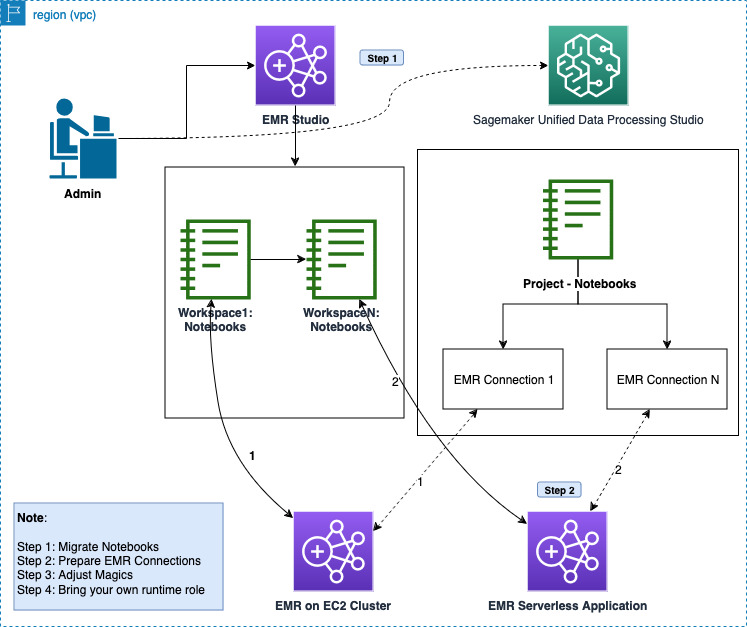 region (vpc)
Step 1
EMR Studio
Sagemaker Unified Data Processing Studio
Admin
Workspace1:
Notebooks
WorkspaceN:
Notebooks
Project - Notebooks
EMR Connection 1
EMR Connection N
2
1
1
2
Step 2
Note:
Step 1: Migrate Notebooks
Step 2: Prepare EMR Connections
Step 3: Adjust Magics
Step 4: Bring your own runtime role
EMR on EC2 Cluster
EMR Serverless Application